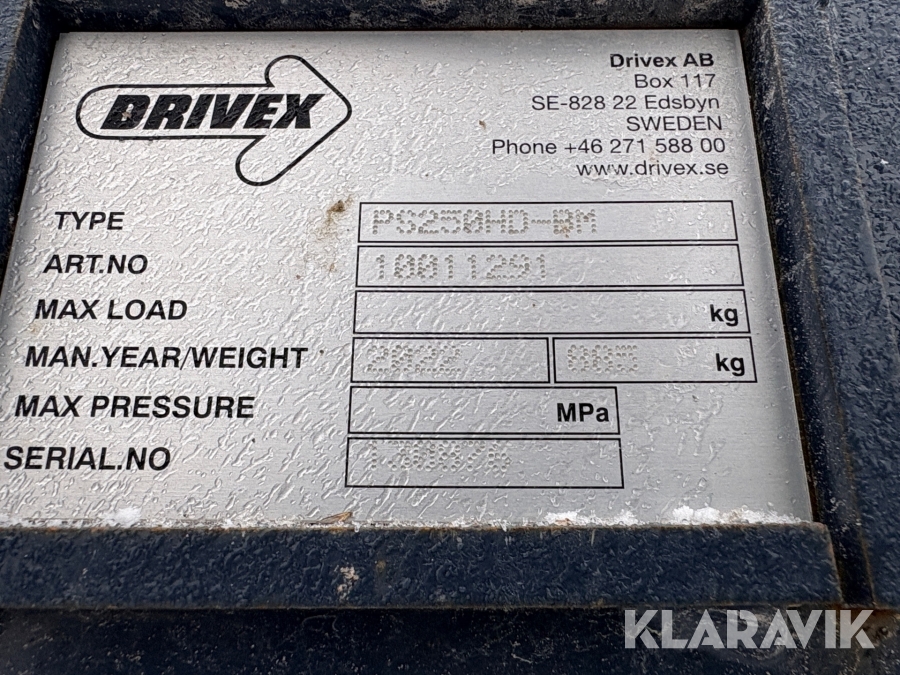 DRIVEX
Drivex AB
Box 117
SE-828 22 Edsbyn
SWEDEN
Phone +46 271 588 00
www.drivex.se
TYPE PS250HD-BM
ART.NO 10011291
MAX LOAD kg
MAN.YEAR/WEIGHT 2022 kg
MAX PRESSURE MPa
SERIAL.NO
KLARAVIK